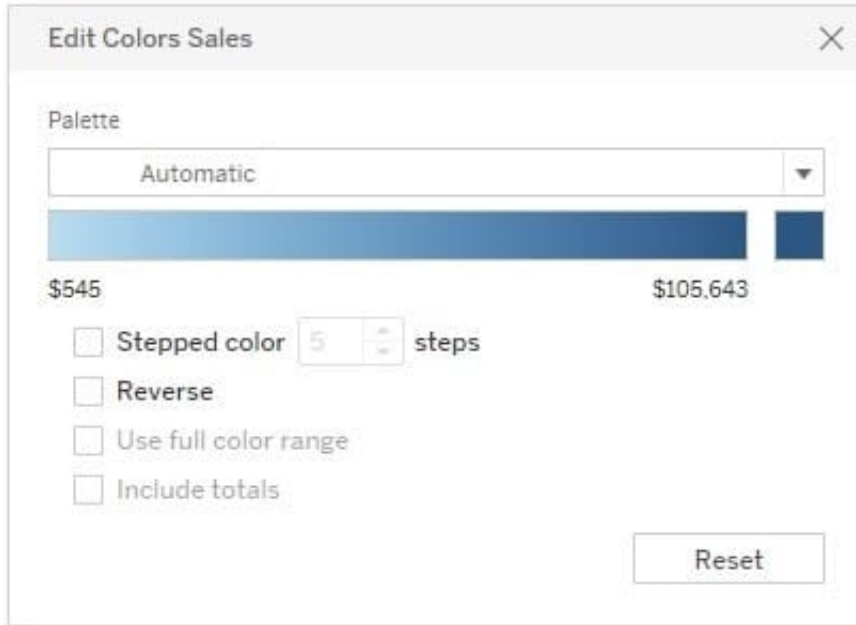 Edit Colors Sales
Palette
Automatic
$545 $105,643
Stepped color 5 steps
Reverse
Use full color range
Include totals
Reset